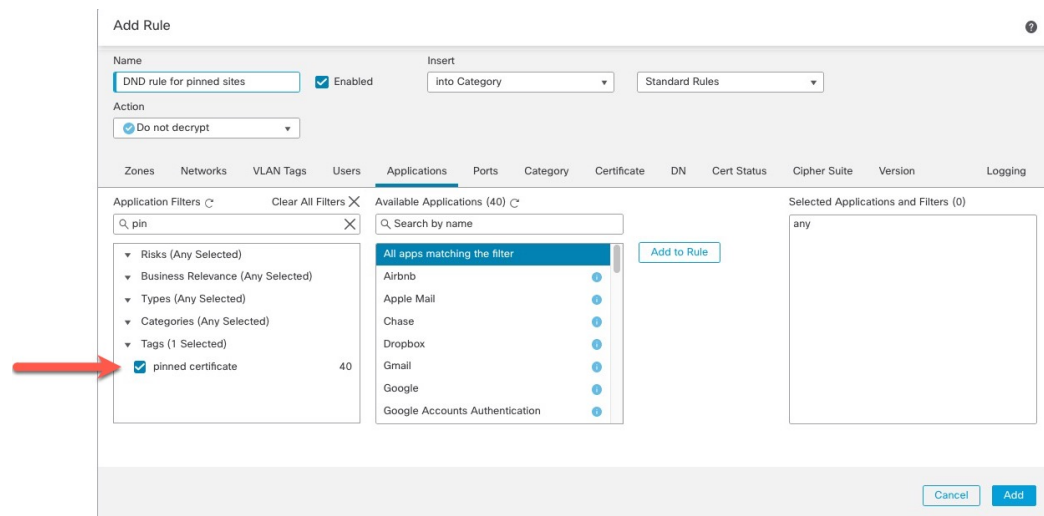 Add Rule
Name
Insert
DND rule for pinned sites
Enabled
into Category
Standard Rules
Action
Do not decrypt
Zones Networks VLAN Tags Users Applications Ports Category Certificate DN Cert Status Cipher Suite Version Logging
Application Filters
Clear All Filters
Available Applications (40)
Selected Applications and Filters (0)
pin
Search by name
any
Risks (Any Selected)
Business Relevance (Any Selected)
Types (Any Selected)
Categories (Any Selected)
Tags (1 Selected)
pinned certificate 40
All apps matching the filter
Airbnb
Apple Mail
Chase
Dropbox
Gmail
Google
Google Accounts Authentication
Add to Rule
Cancel
Add